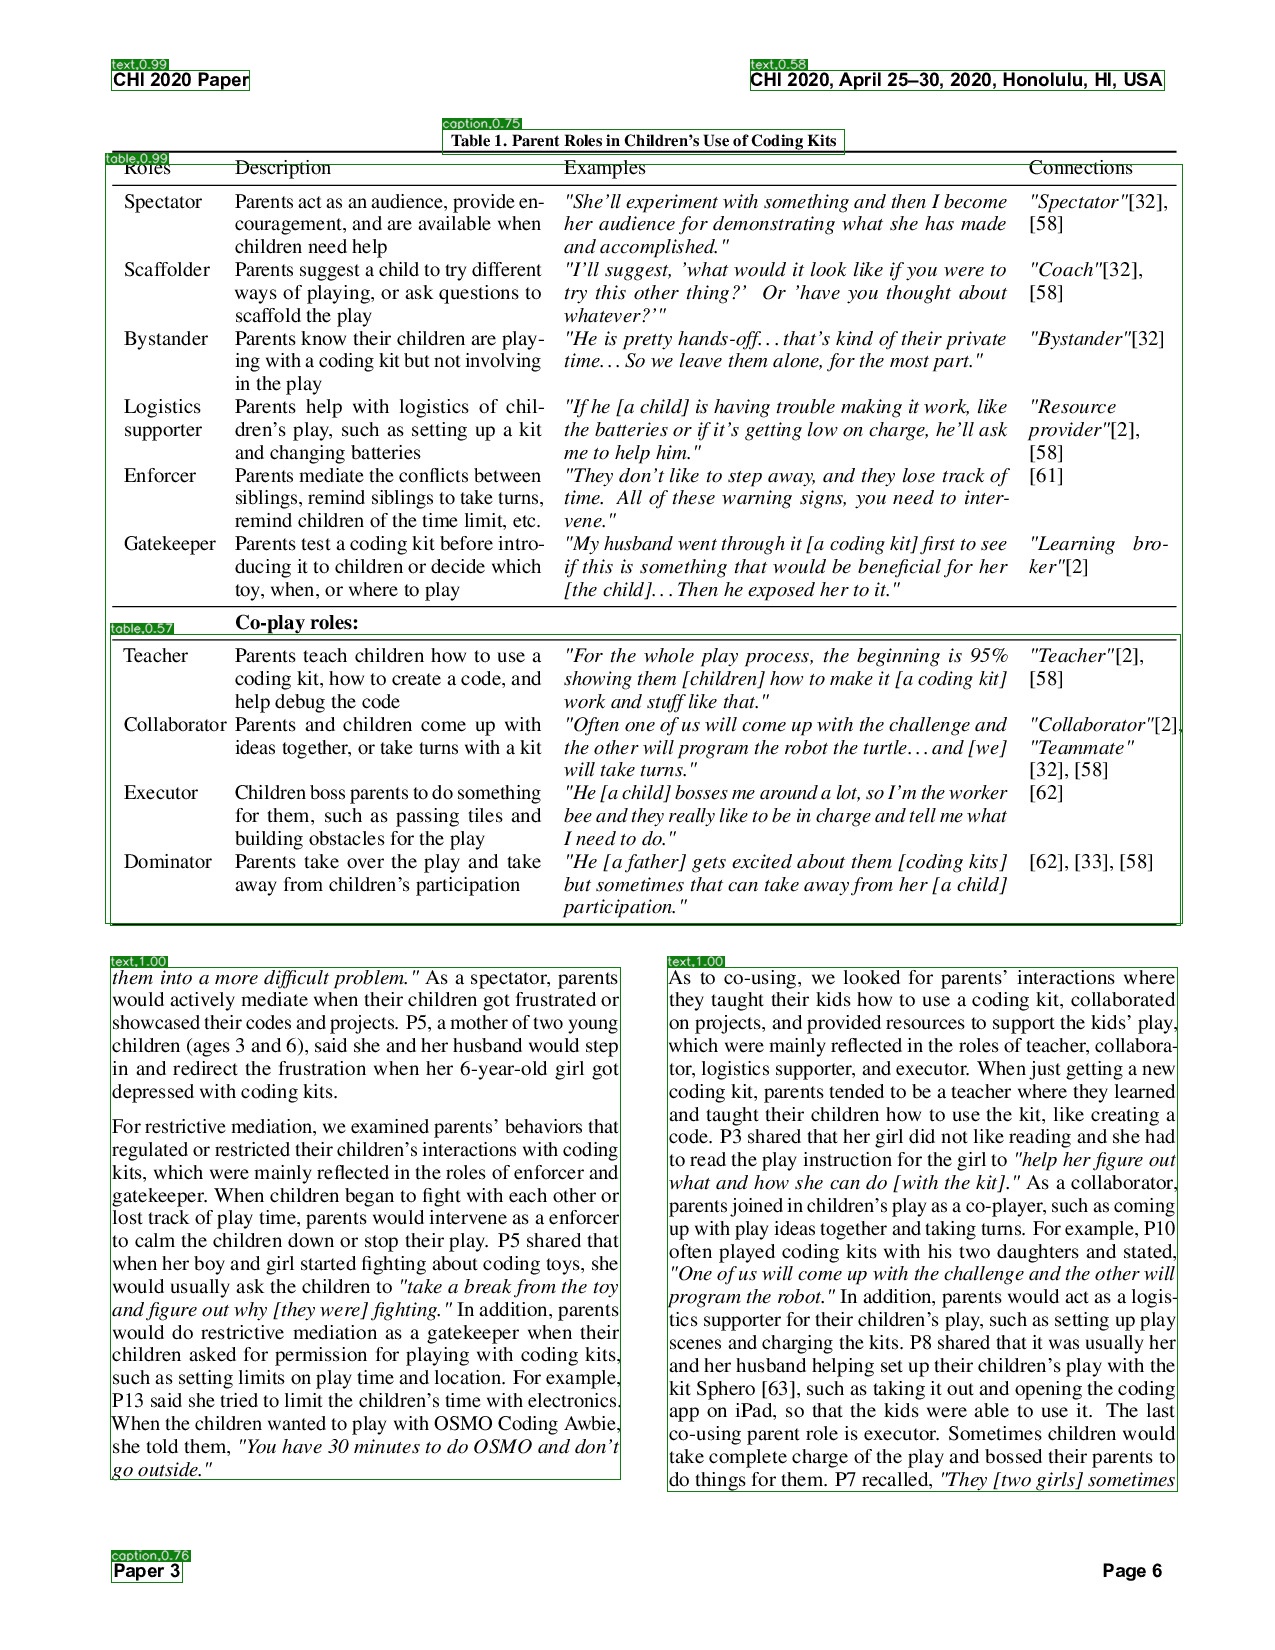 text,0.99
CHI 2020 Paper
text,0.58
CHI 2020, April 25–30, 2020, Honolulu, HI, USA
caption,0.75
Table 1. Parent Roles in Children's Use of Coding Kits
table,0.99
Roles Description Examples Connections
Spectator Parents act as an audience, provide en- "She'll experiment with something and then I become "Spectator"[32],
couragement, and are available when her audience for demonstrating what she has made [58]
children need help and accomplished."
Scaffolder Parents suggest a child to try different "I'll suggest, 'what would it look like if you were to "Coach"[32],
ways of playing, or ask questions to try this other thing?' Or 'have you thought about [58]
scaffold the play whatever?'"
Bystander Parents know their children are play- "He is pretty hands-off...that's kind of their private "Bystander"[32]
ing with a coding kit but not involving time...So we leave them alone, for the most part."
in the play
Logistics Parents help with logistics of chil- "If he [a child] is having trouble making it work, like "Resource
supporter dren's play, such as setting up a kit the batteries or if it's getting low on charge, he'll ask provider"[2],
and changing batteries me to help him." [58]
Enforcer Parents mediate the conflicts between "They don't like to step away, and they lose track of [61]
siblings, remind siblings to take turns, time. All of these warning signs, you need to inter-
remind children of the time limit, etc. vene."
Gatekeeper Parents test a coding kit before intro- "My husband went through it [a coding kit] first to see "Learning bro-
ducing it to children or decide which if this is something that would be beneficial for her ker"[2]
toy, when, or where to play [the child]...Then he exposed her to it."
Co-play roles:
table,0.57
Teacher Parents teach children how to use a "For the whole play process, the beginning is 95% "Teacher"[2],
coding kit, how to create a code, and showing them [children] how to make it [a coding kit] [58]
help debug the code work and stuff like that."
Collaborator Parents and children come up with "Often one of us will come up with the challenge and "Collaborator"[2],
ideas together, or take turns with a kit the other will program the robot the turtle...and [we] "Teammate"
will take turns." [32], [58]
Executor Children boss parents to do something "He [a child] bosses me around a lot, so I'm the worker [62]
for them, such as passing tiles and bee and they really like to be in charge and tell me what
building obstacles for the play I need to do."
Dominator Parents take over the play and take "He [a father] gets excited about them [coding kits] [62], [33], [58]
away from children's participation but sometimes that can take away from her [a child]
participation."
text,1.00
them into a more difficult problem." As a spectator, parents
would actively mediate when their children got frustrated or
showcased their codes and projects. P5, a mother of two young
children (ages 3 and 6), said she and her husband would step
in and redirect the frustration when her 6-year-old girl got
depressed with coding kits.
For restrictive mediation, we examined parents' behaviors that
regulated or restricted their children's interactions with coding
kits, which were mainly reflected in the roles of enforcer and
gatekeeper. When children began to fight with each other or
lost track of play time, parents would intervene as a enforcer
to calm the children down or stop their play. P5 shared that
when her boy and girl started fighting about coding toys, she
would usually ask the children to "take a break from the toy
and figure out why [they were] fighting." In addition, parents
would do restrictive mediation as a gatekeeper when their
children asked for permission for playing with coding kits,
such as setting limits on play time and location. For example,
P13 said she tried to limit the children's time with electronics.
When the children wanted to play with OSMO Coding Awbie,
she told them, "You have 30 minutes to do OSMO and don't
go outside."
text,1.00
As to co-using, we looked for parents' interactions where
they taught their kids how to use a coding kit, collaborated
on projects, and provided resources to support the kids' play,
which were mainly reflected in the roles of teacher, collabora-
tor, logistics supporter, and executor. When just getting a new
coding kit, parents tended to be a teacher where they learned
and taught their children how to use the kit, like creating a
code. P3 shared that her girl did not like reading and she had
to read the play instruction for the girl to "help her figure out
what and how she can do [with the kit]." As a collaborator,
parents joined in children's play as a co-player, such as coming
up with play ideas together and taking turns. For example, P10
often played coding kits with his two daughters and stated,
"One of us will come up with the challenge and the other will
program the robot." In addition, parents would act as a logis-
tics supporter for their children's play, such as setting up play
scenes and charging the kits. P8 shared that it was usually her
and her husband helping set up their children's play with the
kit Sphero [63], such as taking it out and opening the coding
app on iPad, so that the kids were able to use it. The last
co-using parent role is executor. Sometimes children would
take complete charge of the play and bossed their parents to
do things for them. P7 recalled, "They [two girls] sometimes
caption,0.76
Paper 3
Page 6